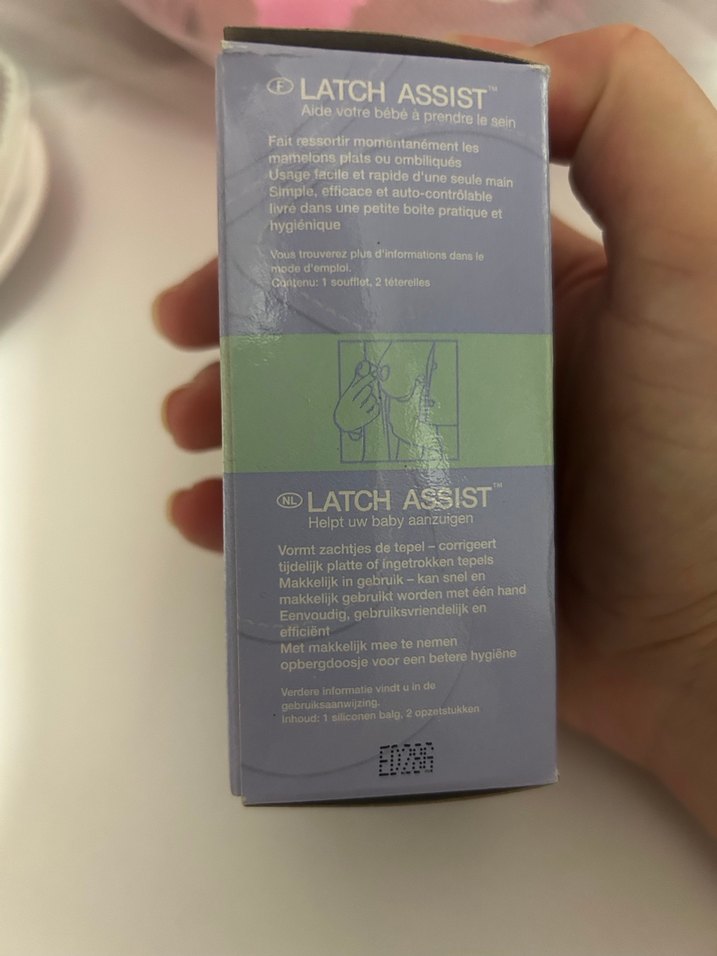 F LATCH ASSIST™
Aide votre bébé à prendre le sein
Fait ressortir momentanément les
mamelons plats ou ombiliqués
Usage facile et rapide d'une seule main
Simple, efficace et auto-contrôlable
livré dans une petite boite pratique et
hygiénique
Vous trouverez plus d'informations dans le
mode d'emploi.
Contenu: 1 soufflet, 2 téterelles
NL LATCH ASSIST™
Helpt uw baby aanzuigen
Vormt zachtjes de tepel – corrigeert
tijdelijk platte of ingetrokken tepels
Makkelijk in gebruik – kan snel en
makkelijk gebruikt worden met één hand
Eenvoudig, gebruiksvriendelijk en
efficiënt
Met makkelijk mee te nemen
opbergdoosje voor een betere hygiëne
Verdere informatie vindt u in de
gebruiksaanwijzing.
Inhoud: 1 siliconen balg, 2 opzetstukken
ED28G